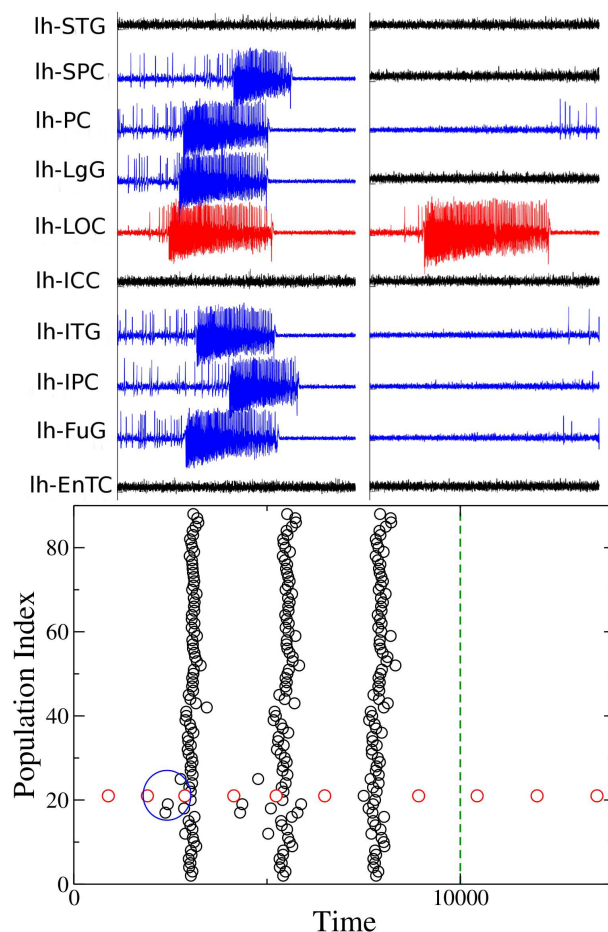 lh-STG
lh-SPC
lh-PC
lh-LgG
lh-LOC
lh-ICC
lh-ITG
lh-IPC
lh-FuG
lh-EnTC
80
60
40
20
0
Population Index
0
10000
Time